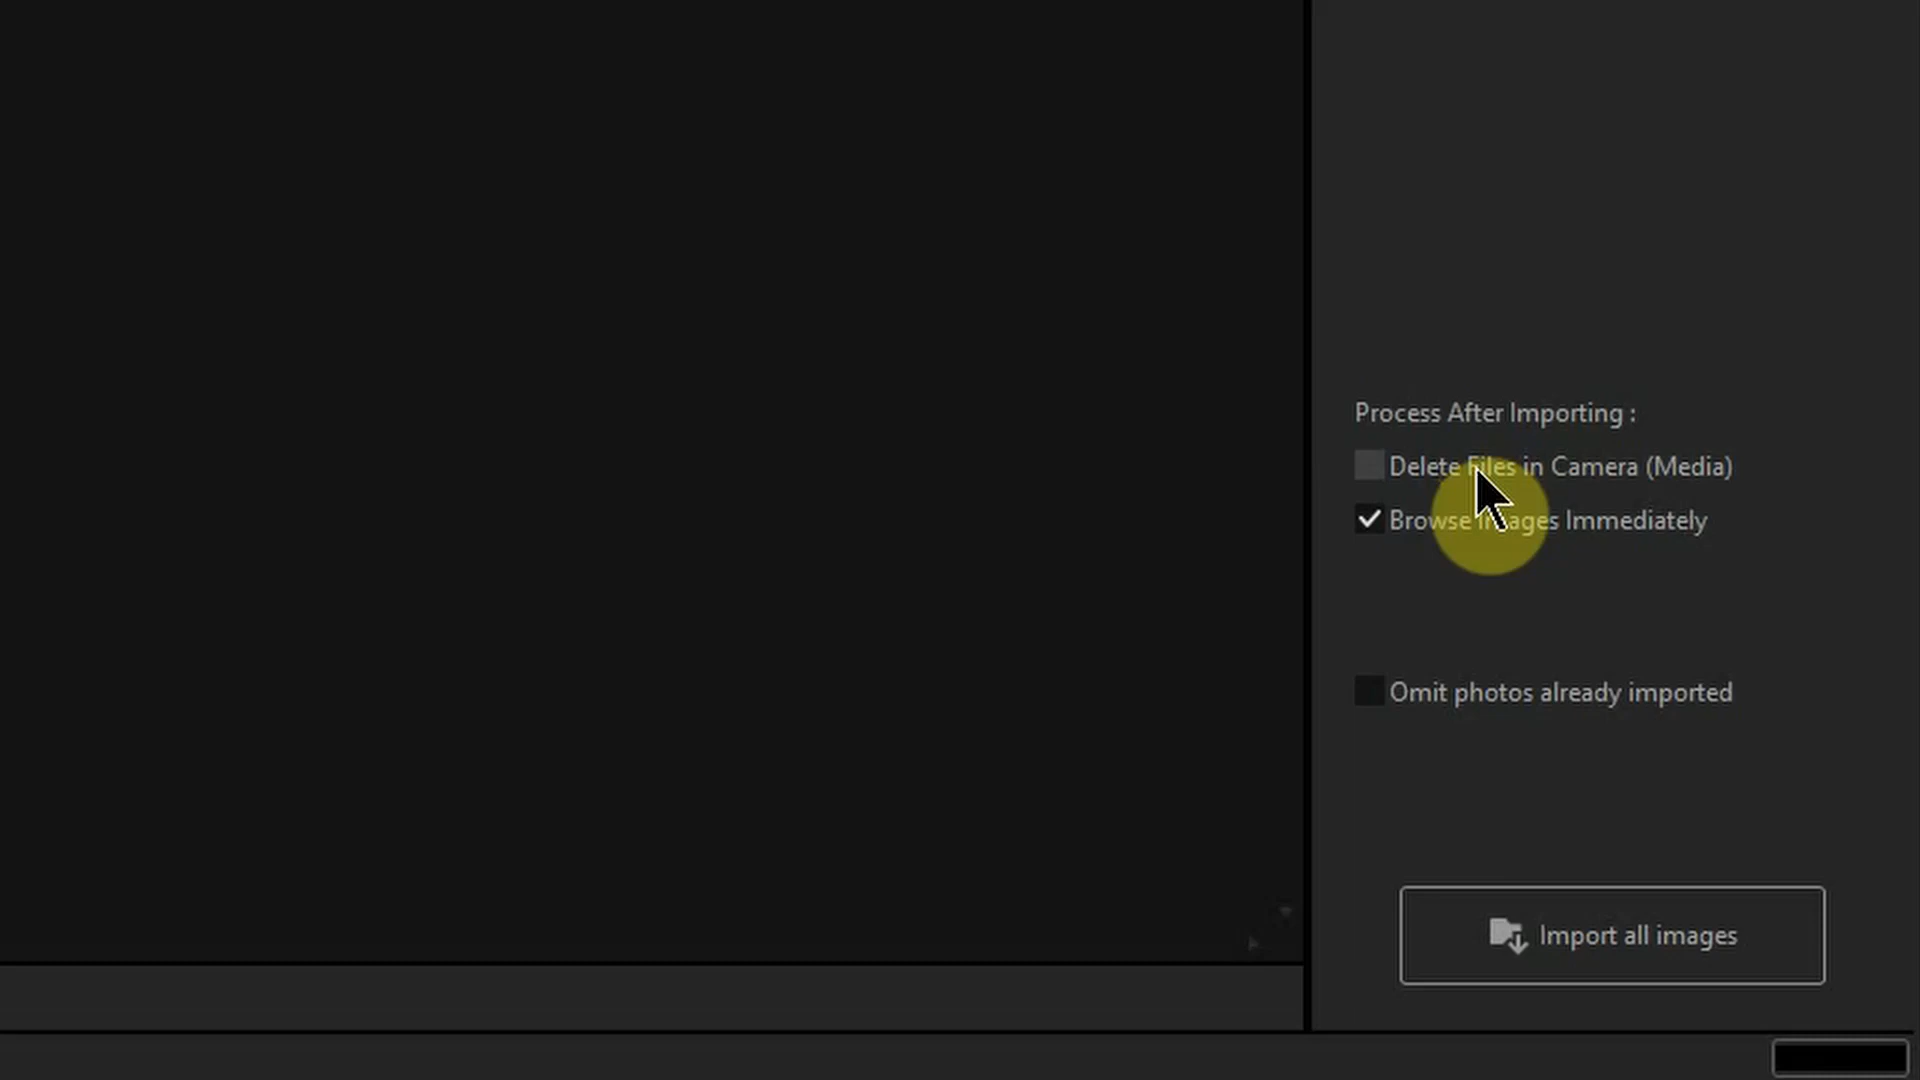 Process After Importing :
Delete Files in Camera (Media)
Browse Images Immediately
Omit photos already imported
Import all images